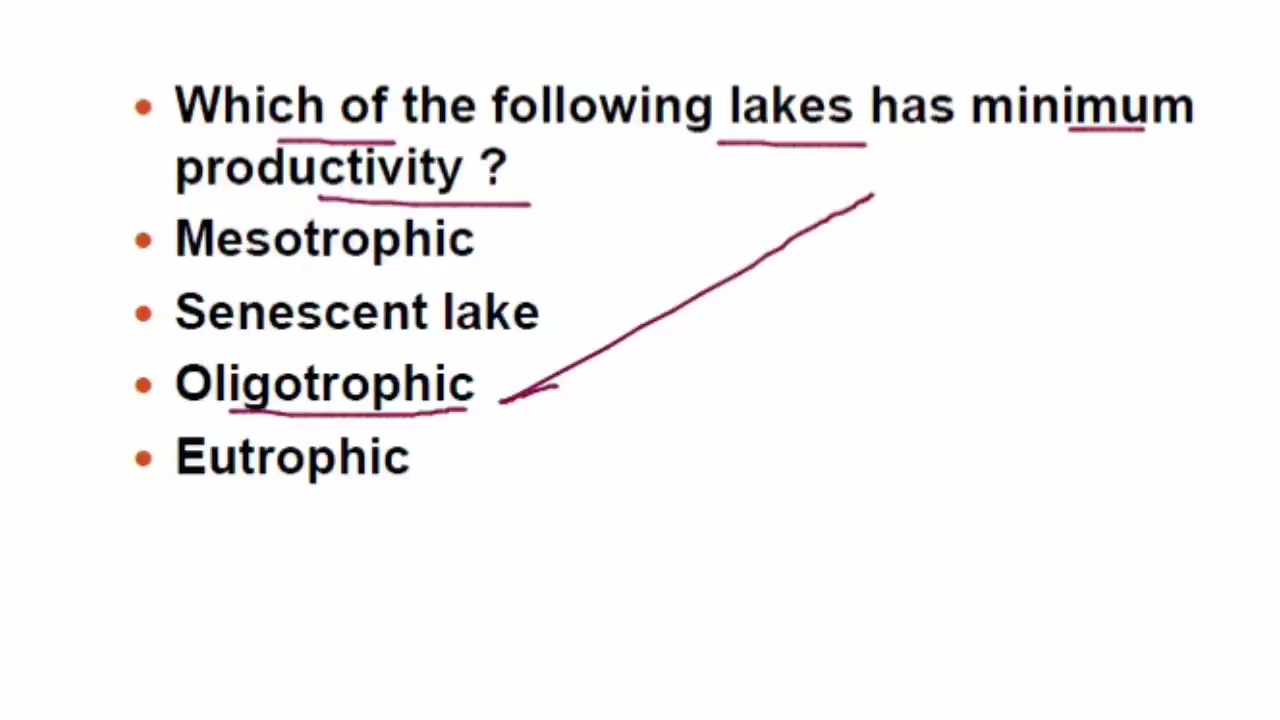 • Which of the following lakes has minimum
productivity ?
• Mesotrophic
• Senescent lake
• Oligotrophic
• Eutrophic